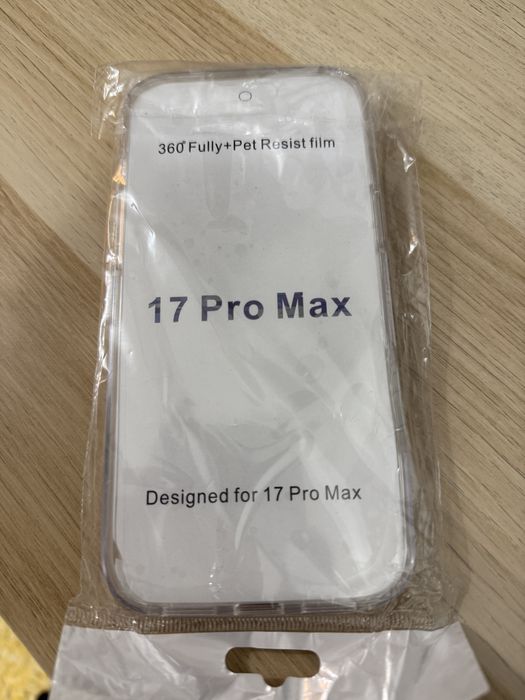 360°Fully+Pet Resist film
17 Pro Max
Designed for 17 Pro Max